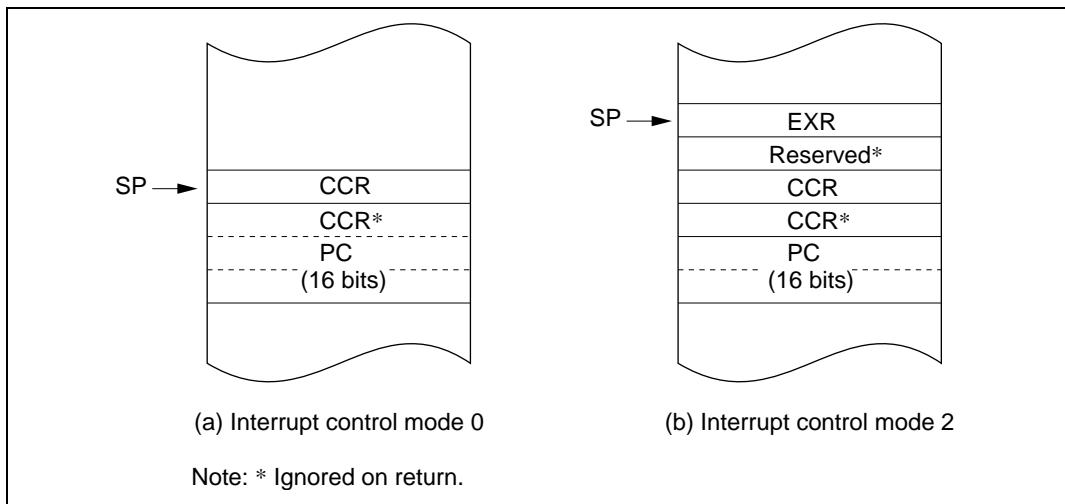 SP
CCR
CCR*
PC
(16 bits)
(a) Interrupt control mode 0
SP
EXR
Reserved*
CCR
CCR*
PC
(16 bits)
(b) Interrupt control mode 2
Note: * Ignored on return.